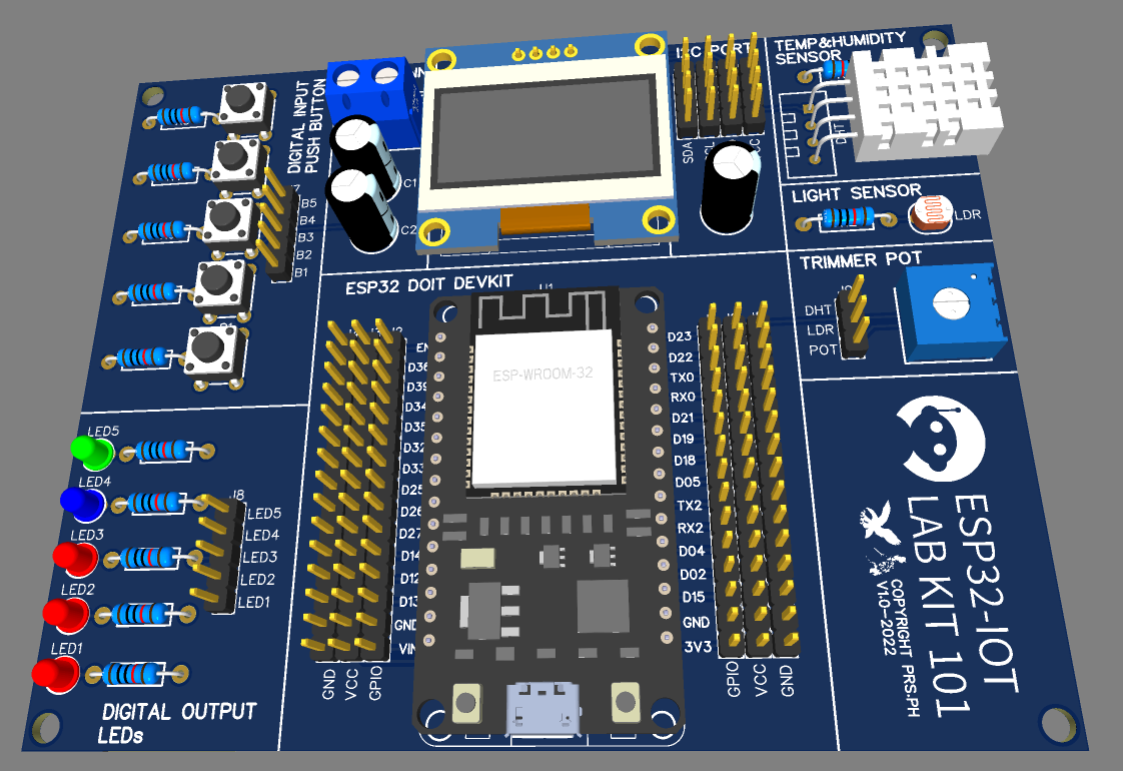 TEMP&HUMIDITY
SENSOR
I2C PORT
DIGITAL INPUT
PUSH BUTTON
B5
B4
B3
B2
B1
C1
C2
SDA
DHT
LIGHT SENSOR
LDR
TRIMMER POT
DHT
LDR
POT
ESP32 DOIT DEVKIT
U1
ESP-WROOM-32
EN
D36
D39
D34
D35
D32
D33
D25
D26
D27
D14
D12
D13
GND
VIN
GND
VCC
GPIO
D23
D22
TX0
RX0
D21
D19
D18
D05
TX2
RX2
D04
D02
D15
GND
3V3
GPIO
VCC
GND
LED5
LED4
LED3
LED2
LED1
J8
LED5
LED4
LED3
LED2
LED1
DIGITAL OUTPUT
LEDs
ESP32-IOT
LAB KIT 101
COPYRIGHT PRS:PH
V1.0-2022